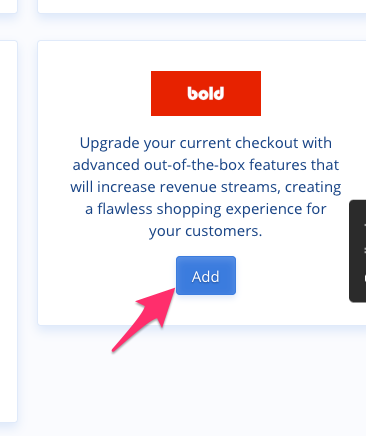 bold
Upgrade your current checkout with
advanced out-of-the-box features that
will increase revenue streams, creating
a flawless shopping experience for
your customers.
Add